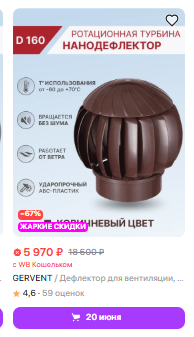 D 160
РОТАЦИОННАЯ ТУРБИНА
НАНОДЕФЛЕКТОР
T° ИСПОЛЬЗОВАНИЯ
от -60 до +70°C
ВРАЩАЕТСЯ
БЕЗ ШУМА
РАБОТАЕТ
ОТ ВЕТРА
УДАРОПРОЧНЫЙ
АБС-ПЛАСТИК
-67%
КОРИЧНЕВЫЙ ЦВЕТ
ЖАРКИЕ СКИДКИ
5 970 ₽ 18 600 ₽
с WB Кошельком
GERVENT / Дефлектор для вентиляции, ...
4,6 · 59 оценок
20 июня